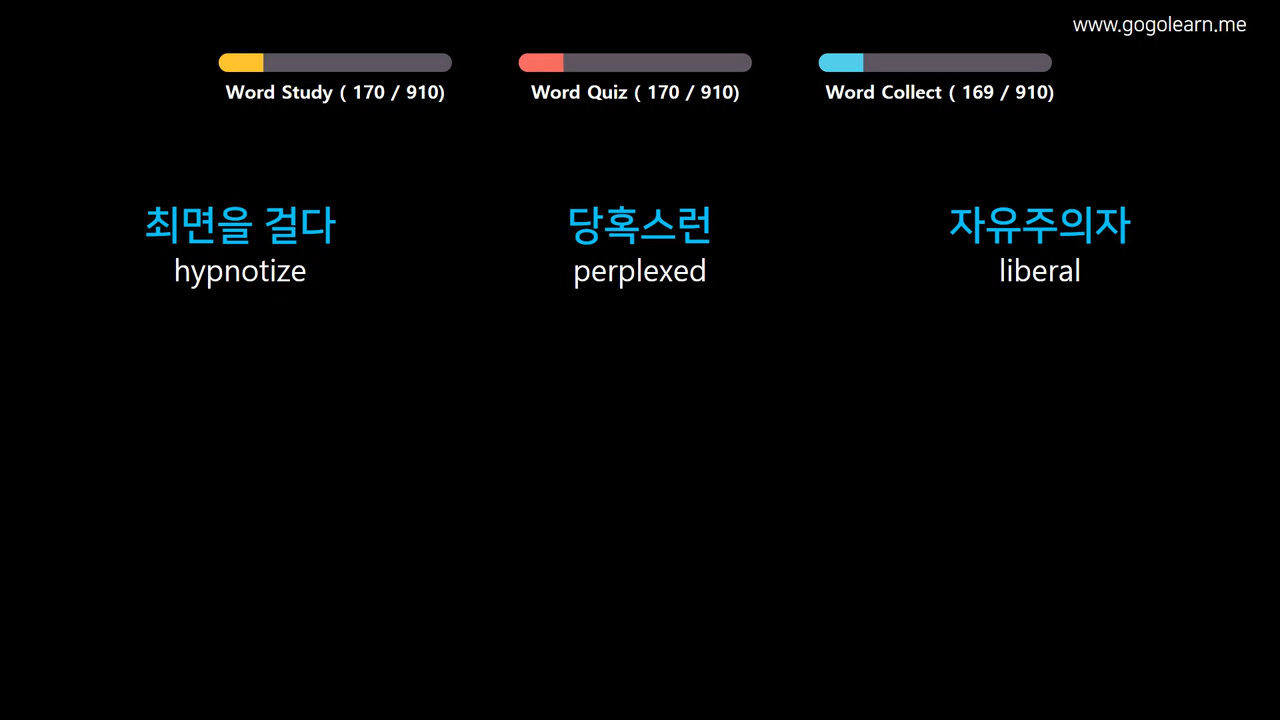 www.gogolearn.me
Word Study ( 170 / 910)
Word Quiz ( 170 / 910)
Word Collect ( 169 / 910)
최면을 걸다
hypnotize
당혹스런
perplexed
자유주의자
liberal